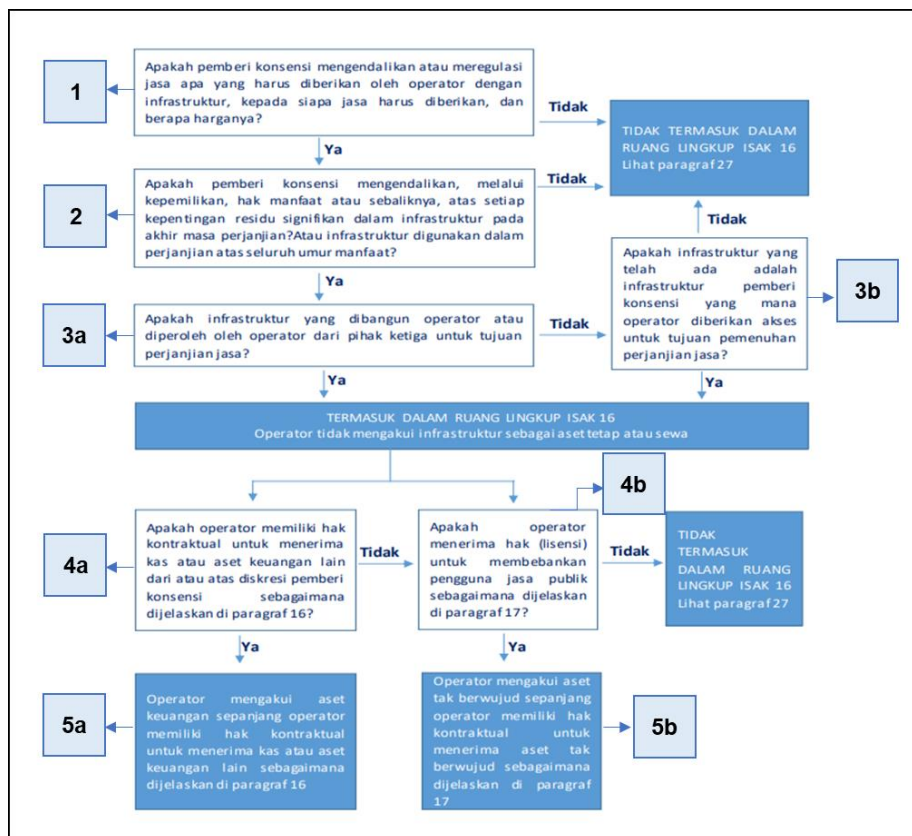 1
Apakah pemberi konsensi mengendalikan atau meregulasi
jasa apa yang harus diberikan oleh operator dengan
infrastruktur, kepada siapa jasa harus diberikan, dan
berapa harganya?
Tidak
TIDAK TERMASUK DALAM
RUANG LINGKUP ISAK 16
Lihat paragraf 27
Ya
2
Apakah pemberi konsensi mengendalikan, melalui
kepemilikan, hak manfaat atau sebaliknya, atas setiap
kepentingan residu signifikan dalam infrastruktur pada
akhir masa perjanjian?Atau infrastruktur digunakan dalam
perjanjian atas seluruh umur manfaat?
Tidak
Tidak
Ya
3a
Apakah infrastruktur yang dibangun operator atau
diperoleh oleh operator dari pihak ketiga untuk tujuan
perjanjian jasa?
Tidak
Apakah infrastruktur yang
telah ada adalah
infrastruktur pemberi
konsensi yang mana
operator diberikan akses
untuk tujuan pemenuhan
perjanjian jasa?
3b
Ya
Ya
TERMASUK DALAM RUANG LINGKUP ISAK 16
Operator tidak mengakui infrastruktur sebagai aset tetap atau sewa
4b
4a
Apakah operator memiliki hak
kontraktual untuk menerima
kas atau aset keuangan lain
dari atau atas diskresi pemberi
konsensi sebagaimana
dijelaskan di paragraf 16?
Tidak
Apakah operator
menerima hak (lisensi)
untuk membebankan
pengguna jasa publik
sebagaimana dijelaskan
di paragraf 17?
Tidak
TIDAK
TERMASUK
DALAM RUANG
LINGKUP ISAK 16
Lihat paragraf 27
Ya
Ya
5a
Operator mengakui aset
keuangan sepanjang operator
memiliki hak kontraktual
untuk menerima kas atau aset
keuangan lain sebagaimana
dijelaskan di paragraf 16
Operator mengakui aset
tak berwujud sepanjang
operator memiliki hak
kontraktual untuk
menerima aset tak
berwujud sebagaimana
dijelaskan di paragraf
17
5b